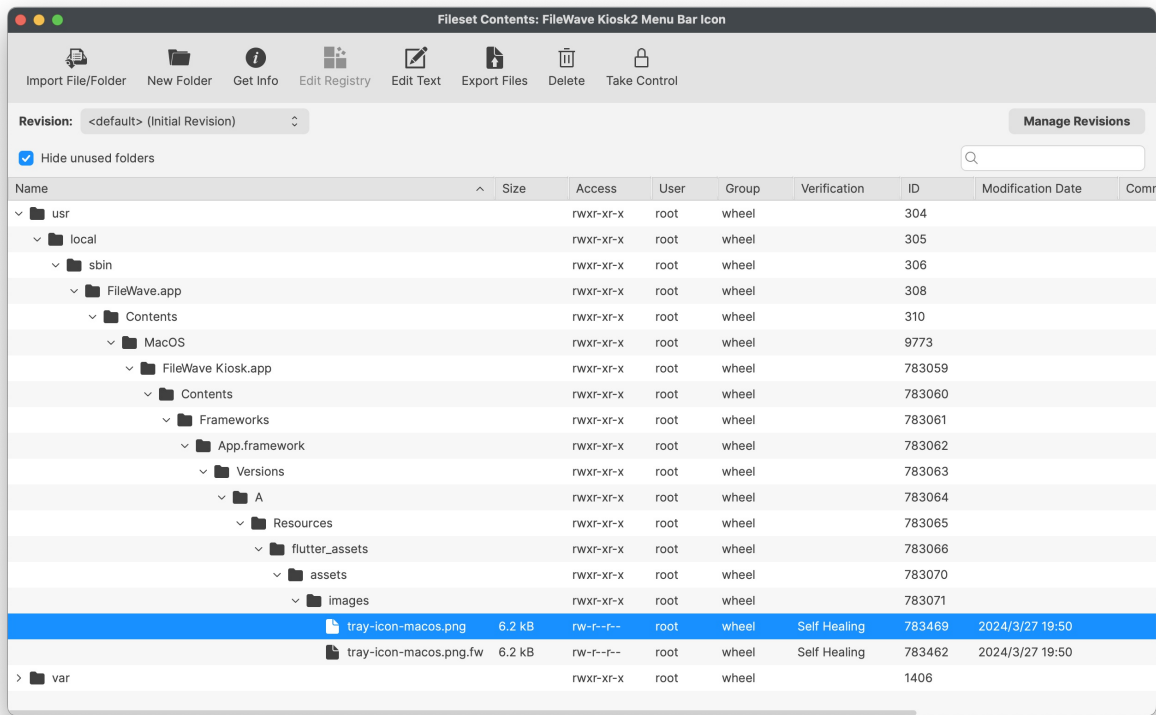 Fileset Contents: FileWave Kiosk2 Menu Bar Icon
Import File/Folder New Folder Get Info Edit Registry Edit Text Export Files Delete Take Control
Revision: <default> (Initial Revision) Manage Revisions
Hide unused folders
Name Size Access User Group Verification ID Modification Date Comr
usr rwxr-xr-x root wheel 304
local rwxr-xr-x root wheel 305
sbin rwxr-xr-x root wheel 306
FileWave.app rwxr-xr-x root wheel 308
Contents rwxr-xr-x root wheel 310
MacOS rwxr-xr-x root wheel 9773
FileWave Kiosk.app rwxr-xr-x root wheel 783059
Contents rwxr-xr-x root wheel 783060
Frameworks rwxr-xr-x root wheel 783061
App.framework rwxr-xr-x root wheel 783062
Versions rwxr-xr-x root wheel 783063
A rwxr-xr-x root wheel 783064
Resources rwxr-xr-x root wheel 783065
flutter_assets rwxr-xr-x root wheel 783066
assets rwxr-xr-x root wheel 783070
images rwxr-xr-x root wheel 783071
tray-icon-macos.png 6.2 kB rw-r--r-- root wheel Self Healing 783469 2024/3/27 19:50
tray-icon-macos.png.fw 6.2 kB rw-r--r-- root wheel Self Healing 783462 2024/3/27 19:50
var rwxr-xr-x root wheel 1406